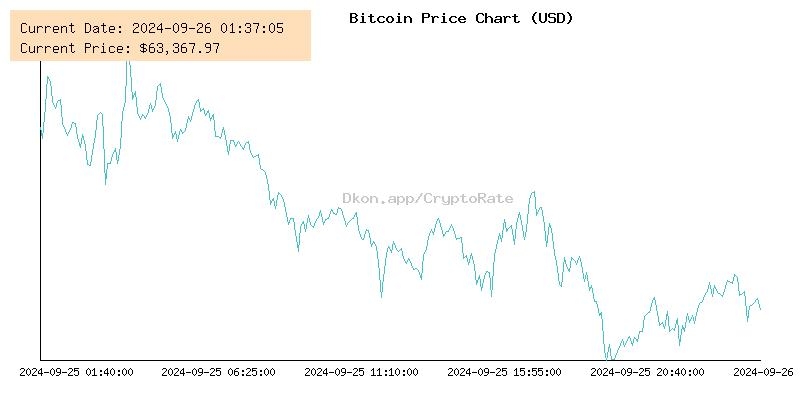 Bitcoin Price Chart (USD)
Current Date: 2024-09-26 01:37:05
Current Price: $63,367.97
Dkon.app/CryptoRate
2024-09-25 01:40:00 2024-09-25 06:25:00 2024-09-25 11:10:00 2024-09-25 15:55:00 2024-09-25 20:40:00 2024-09-26